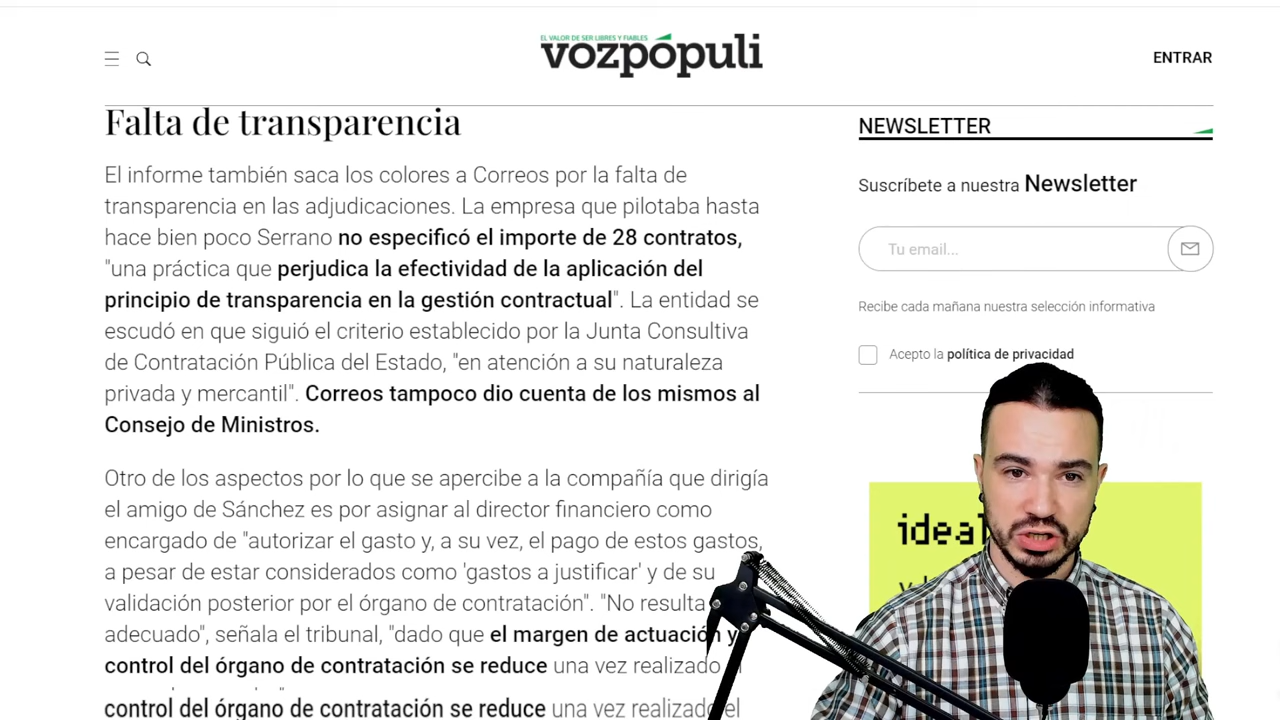 EL VALOR DE SER LIBRES Y FIABLES
vozpópuli
ENTRAR
Falta de transparencia
El informe también saca los colores a Correos por la falta de
transparencia en las adjudicaciones. La empresa que pilotaba hasta
hace bien poco Serrano no especificó el importe de 28 contratos,
"una práctica que perjudica la efectividad de la aplicación del
principio de transparencia en la gestión contractual". La entidad se
escudó en que siguió el criterio establecido por la Junta Consultiva
de Contratación Pública del Estado, "en atención a su naturaleza
privada y mercantil". Correos tampoco dio cuenta de los mismos al
Consejo de Ministros.
Otro de los aspectos por lo que se apercibe a la compañía que dirigía
el amigo de Sánchez es por asignar al director financiero como
encargado de "autorizar el gasto y, a su vez, el pago de estos gastos,
a pesar de estar considerados como 'gastos a justificar' y de su
validación posterior por el órgano de contratación". "No resulta
adecuado", señala el tribunal, "dado que el margen de actuación y
control del órgano de contratación se reduce una vez realizado
control del órgano de contratación se reduce una vez realizado el
NEWSLETTER
Suscríbete a nuestra Newsletter
Tu email...
Recibe cada mañana nuestra selección informativa
Acepto la política de privacidad